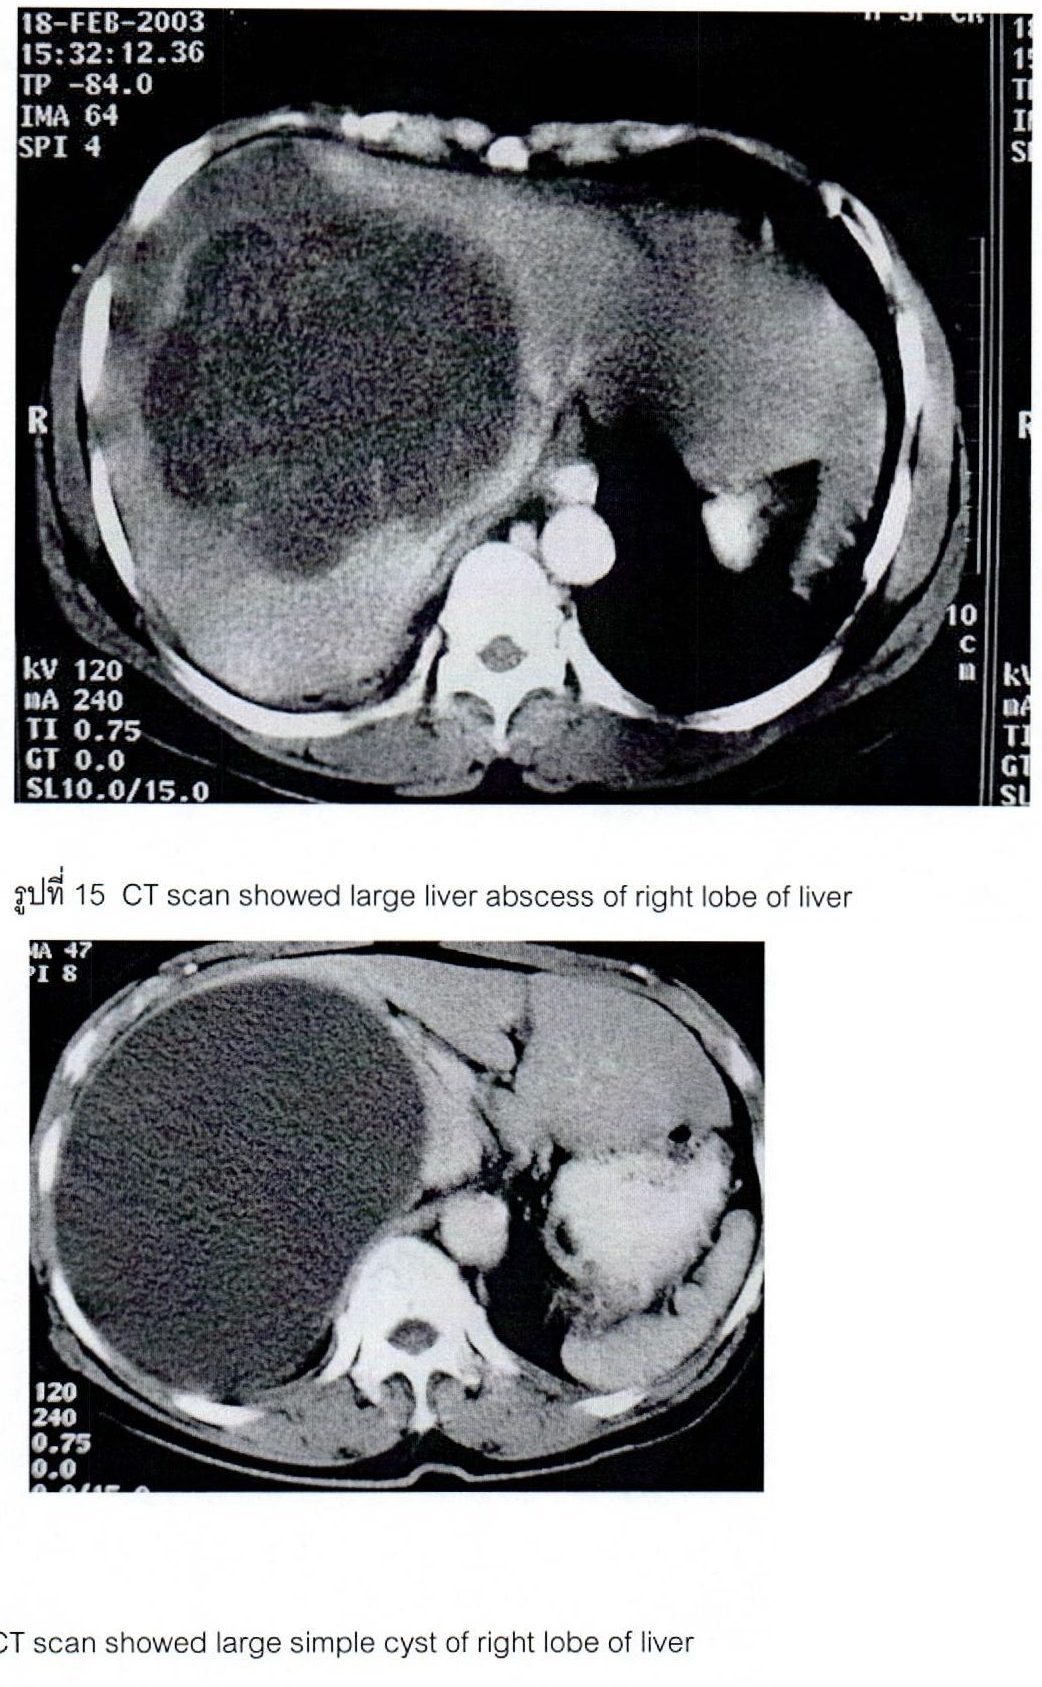 18-FEB-2003
15:32:12.36
TP -84.0
IMA 64
SPI 4
R
R
10
C
m
kV 120
mA 240
TI 0.75
GT 0.0
SL10.0/15.0
รูปที่ 15 CT scan showed large liver abscess of right lobe of liver
MA 47
PI 8
120
240
0.75
0.0
CT scan showed large simple cyst of right lobe of liver